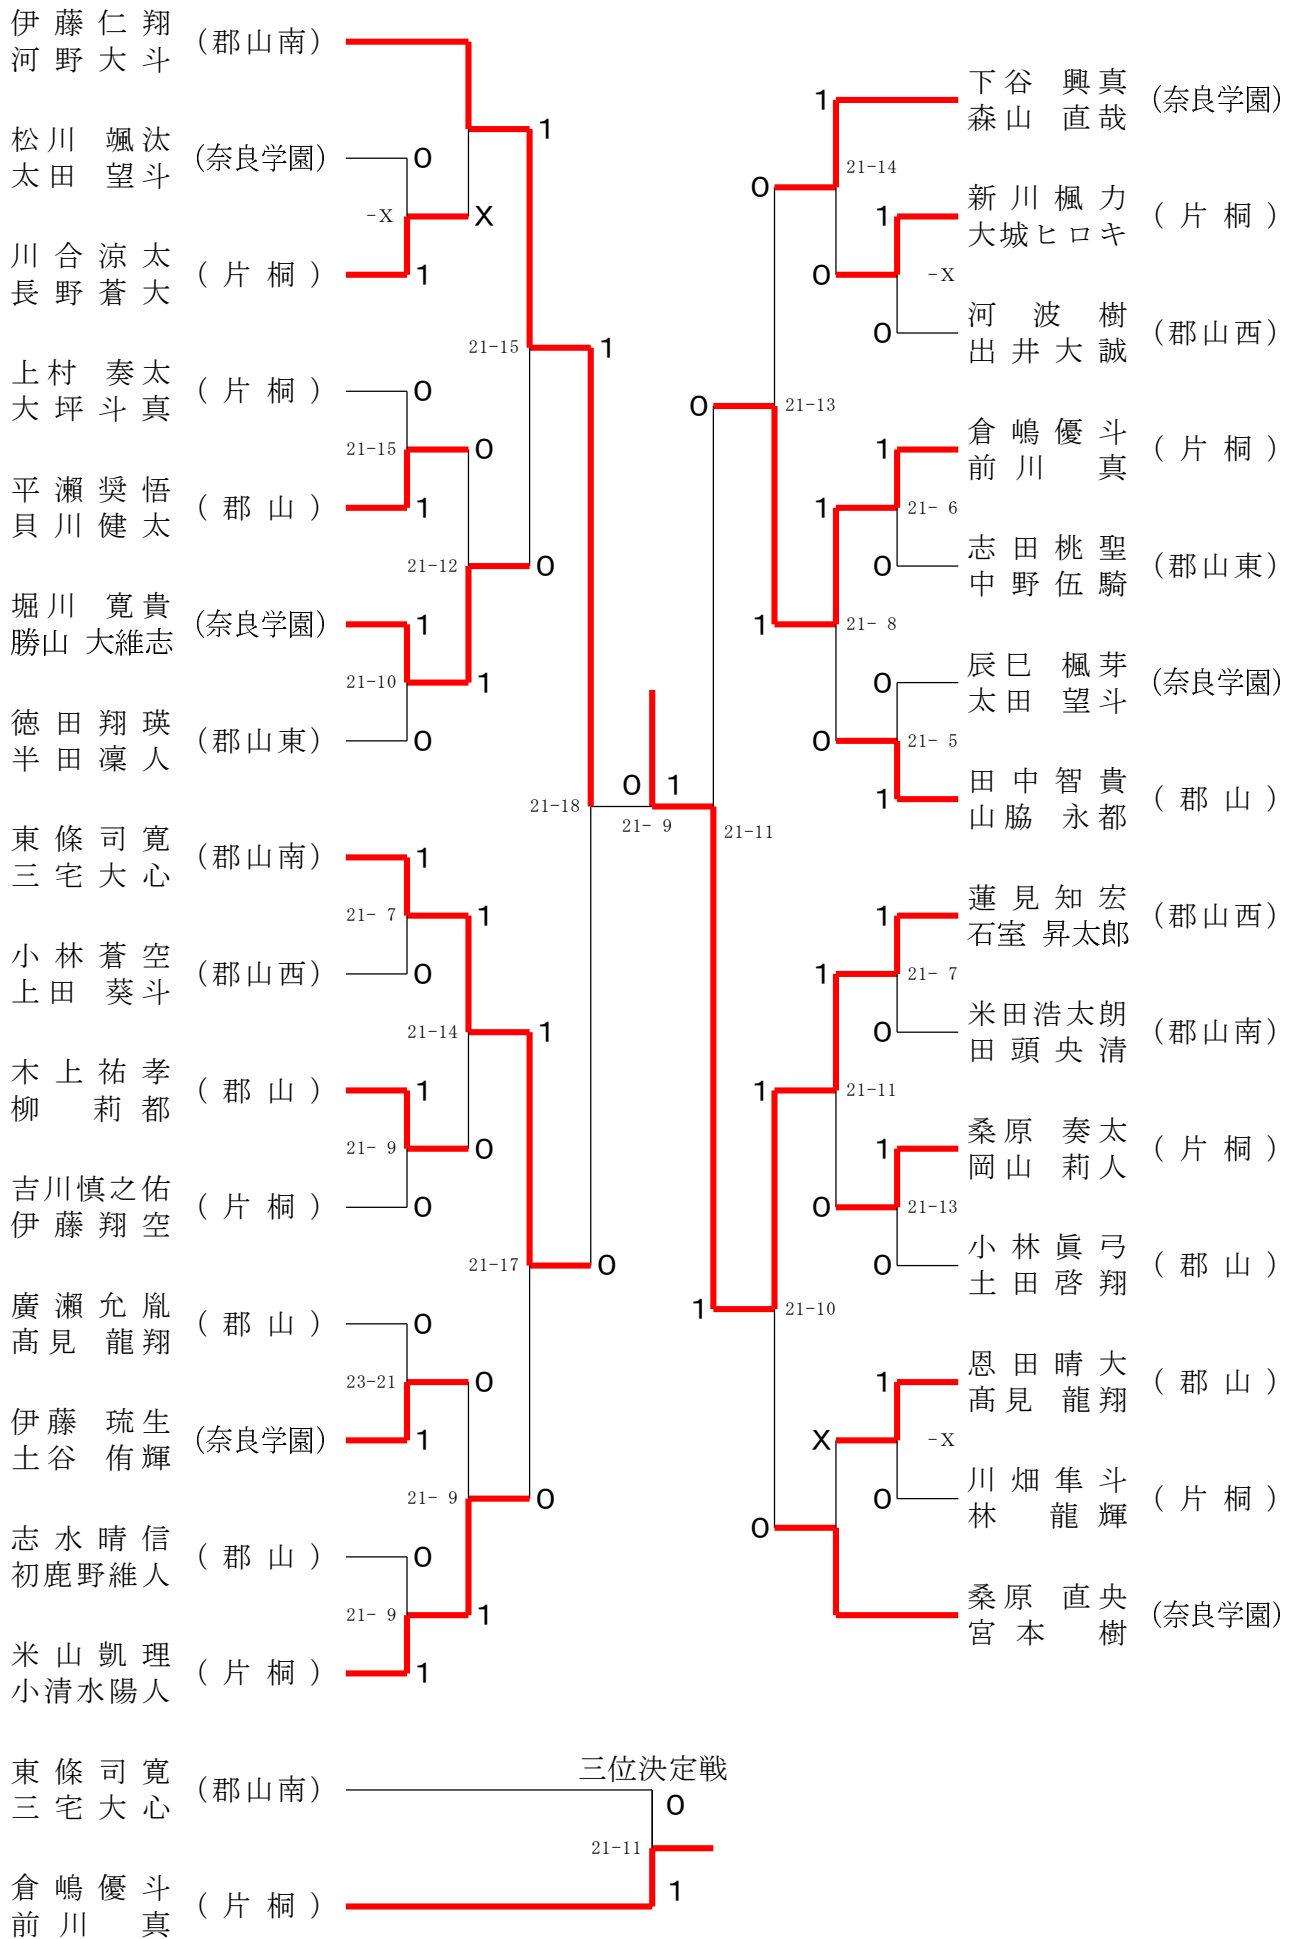 伊藤仁翔
河野大斗
(郡山南)
松川 颯汰
太田 望斗
(奈良学園)
0
-X
X
1
川合涼太
長野蒼大
(片桐)
1
上村 奏太
大坪斗真
(片桐)
0
21-15
0
21-15
1
平瀬奨悟
貝川健太
(郡山)
1
21-12
0
堀川 寛貴
勝山 大維志
(奈良学園)
1
21-10
1
徳田翔瑛
半田凜人
(郡山東)
0
東條司寛
三宅大心
(郡山南)
1
21- 7
1
小林蒼空
上田 葵斗
(郡山西)
0
21-14
1
木上祐孝
柳 莉都
(郡山)
1
21- 9
0
吉川慎之佑
伊藤翔空
(片桐)
0
21-17
0
廣瀬允胤
髙見 龍翔
(郡山)
0
23-21
0
伊藤 琉生
土谷 侑輝
(奈良学園)
1
21- 9
0
志水晴信
初鹿野維人
(郡山)
0
21- 9
1
米山凱理
小清水陽人
(片桐)
1
21-18
0 1
21- 9
21-11
1
下谷 興真
森山 直哉
(奈良学園)
21-14
0
1
新川楓力
大城ヒロキ
(片桐)
0
-X
0
河波樹
出井大誠
(郡山西)
0
21-13
1
倉嶋優斗
前川 真
(片桐)
1
21- 6
0
志田桃聖
中野伍騎
(郡山東)
1
21- 8
0
辰巳 楓芽
太田 望斗
(奈良学園)
0
21- 5
1
田中智貴
山脇 永都
(郡山)
1
蓮見知宏
石室 昇太郎
(郡山西)
1
21- 7
0
米田浩太朗
田頭央清
(郡山南)
1
21-11
1
桑原 奏太
岡山 莉人
(片桐)
0
21-13
0
小林眞弓
土田啓翔
(郡山)
1
21-10
1
恩田晴大
髙見 龍翔
(郡山)
X
-X
0
川畑隼斗
林 龍輝
(片桐)
0
桑原 直央
宮本 樹
(奈良学園)
三位決定戦
東條司寛
三宅大心
(郡山南)
0
21-11
1
倉嶋優斗
前川 真
(片桐)